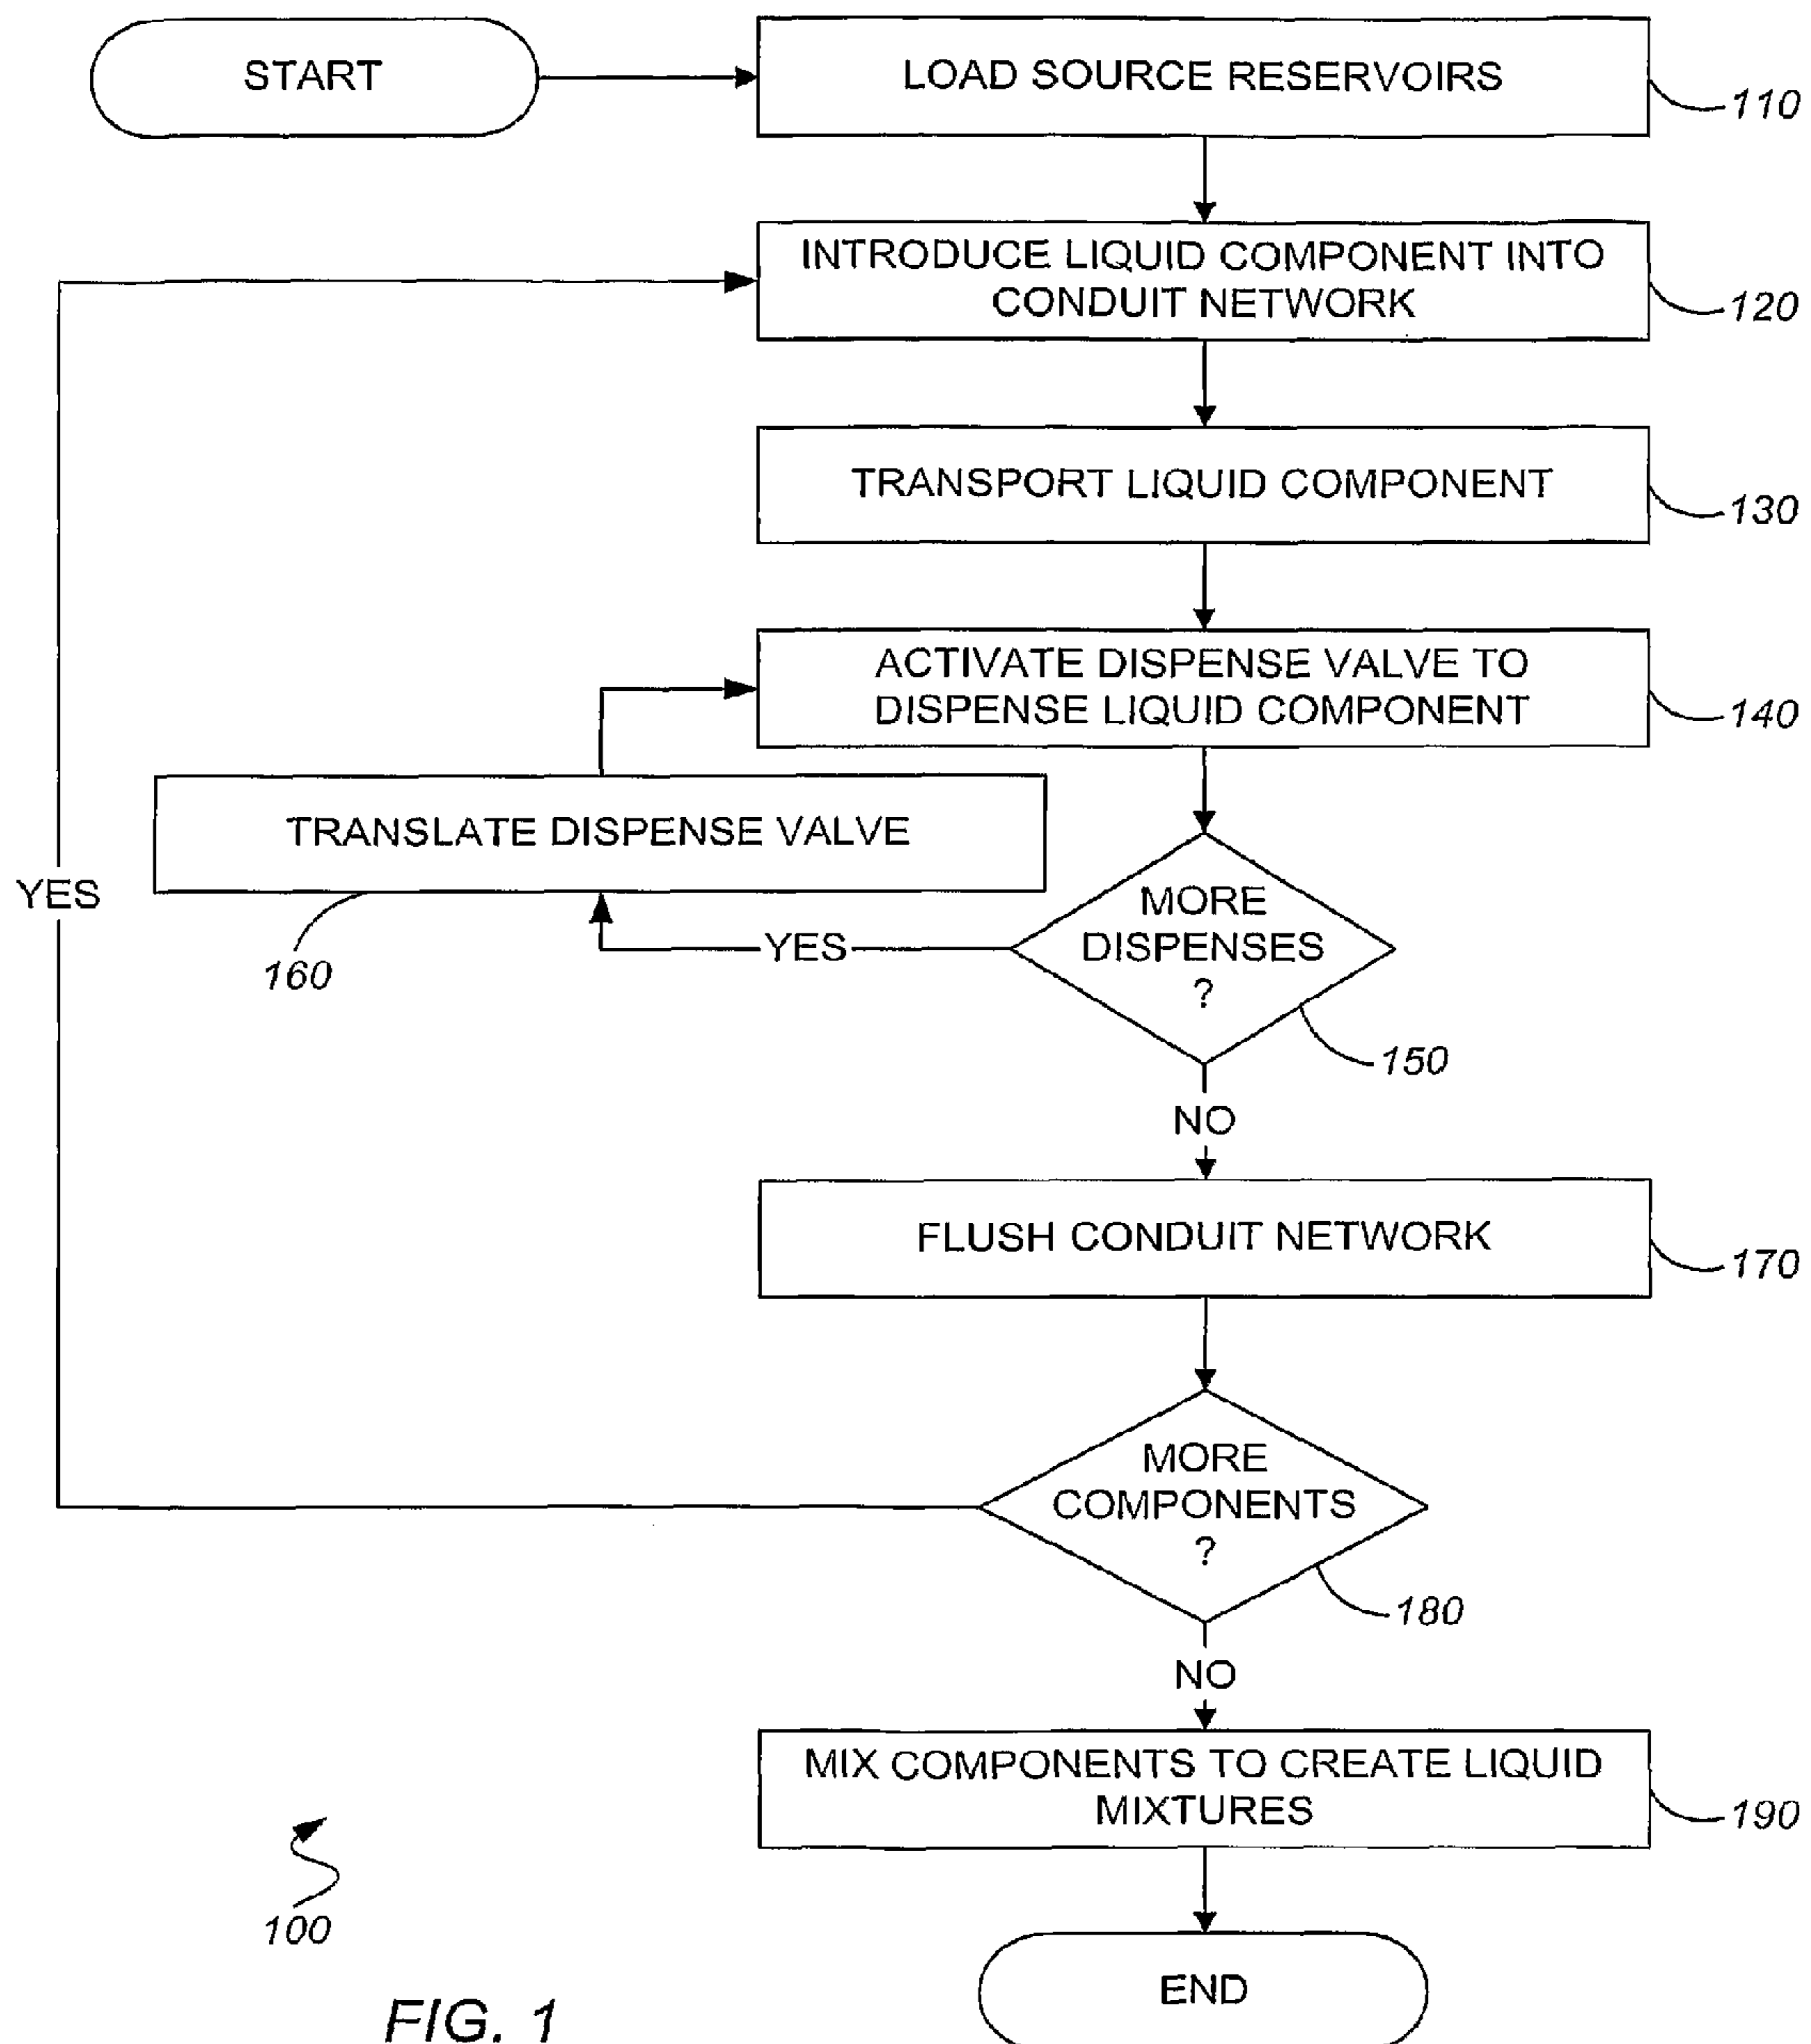 START
LOAD SOURCE RESERVOIRS
110
INTRODUCE LIQUID COMPONENT INTO
CONDUIT NETWORK
120
TRANSPORT LIQUID COMPONENT
130
ACTIVATE DISPENSE VALVE TO
DISPENSE LIQUID COMPONENT
140
TRANSLATE DISPENSE VALVE
160
YES
YES
MORE
DISPENSES
?
150
NO
FLUSH CONDUIT NETWORK
170
MORE
COMPONENTS
?
180
NO
MIX COMPONENTS TO CREATE LIQUID
MIXTURES
190
100
END
FIG. 1